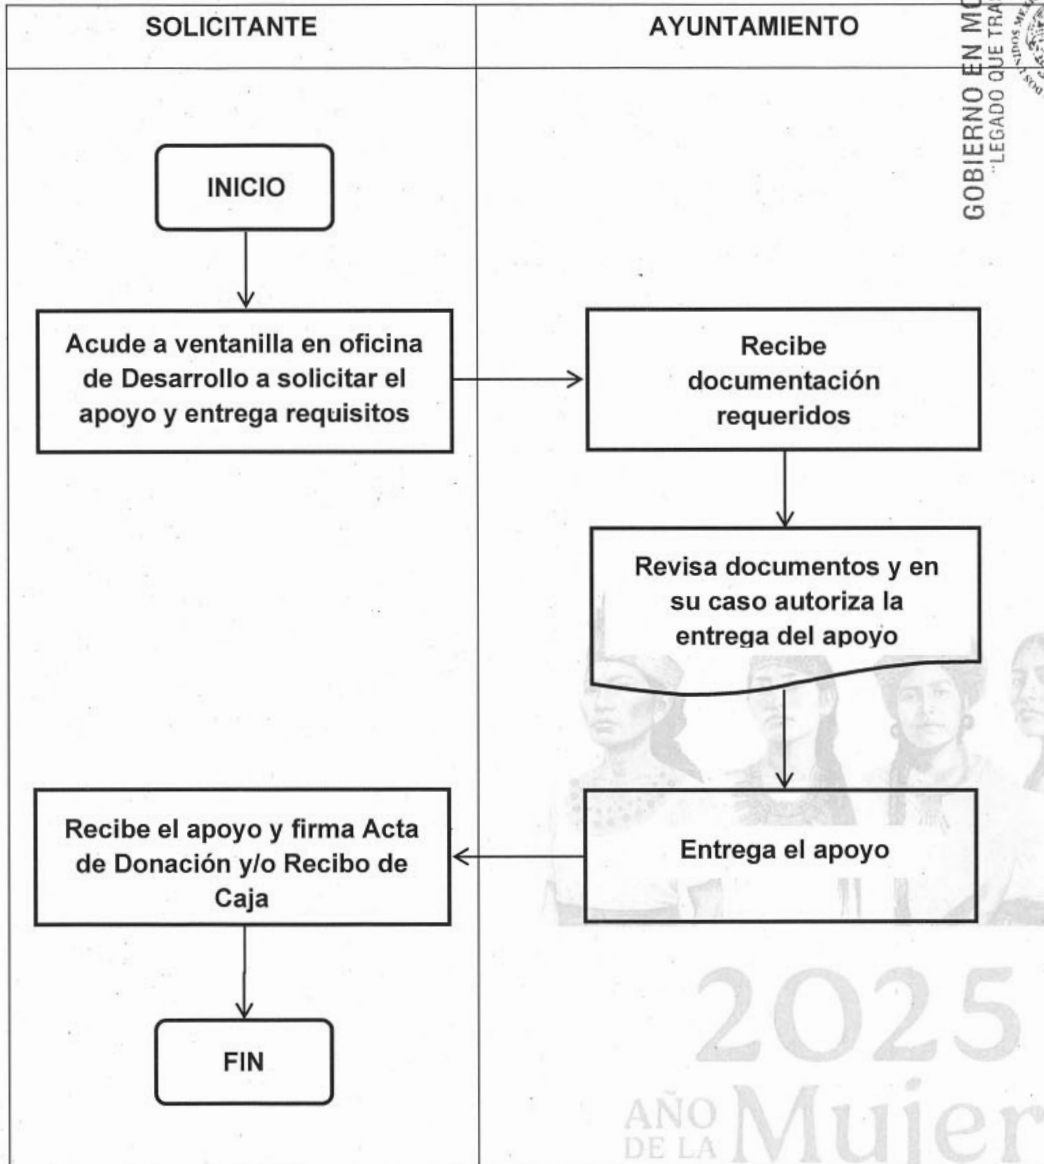 SOLICITANTE
AYUNTAMIENTO
GOBIERNO EN
"LEGADO QUE
INICIO
Acude a ventanilla en oficina
de Desarrollo a solicitar el
apoyo y entrega requisitos
Recibe
documentación
requeridos
Revisa documentos y en
su caso autoriza la
entrega del apoyo
Entrega el apoyo
Recibe el apoyo y firma Acta
de Donación y/o Recibo de
Caja
FIN
2025
AÑO
DE LA
Mujer